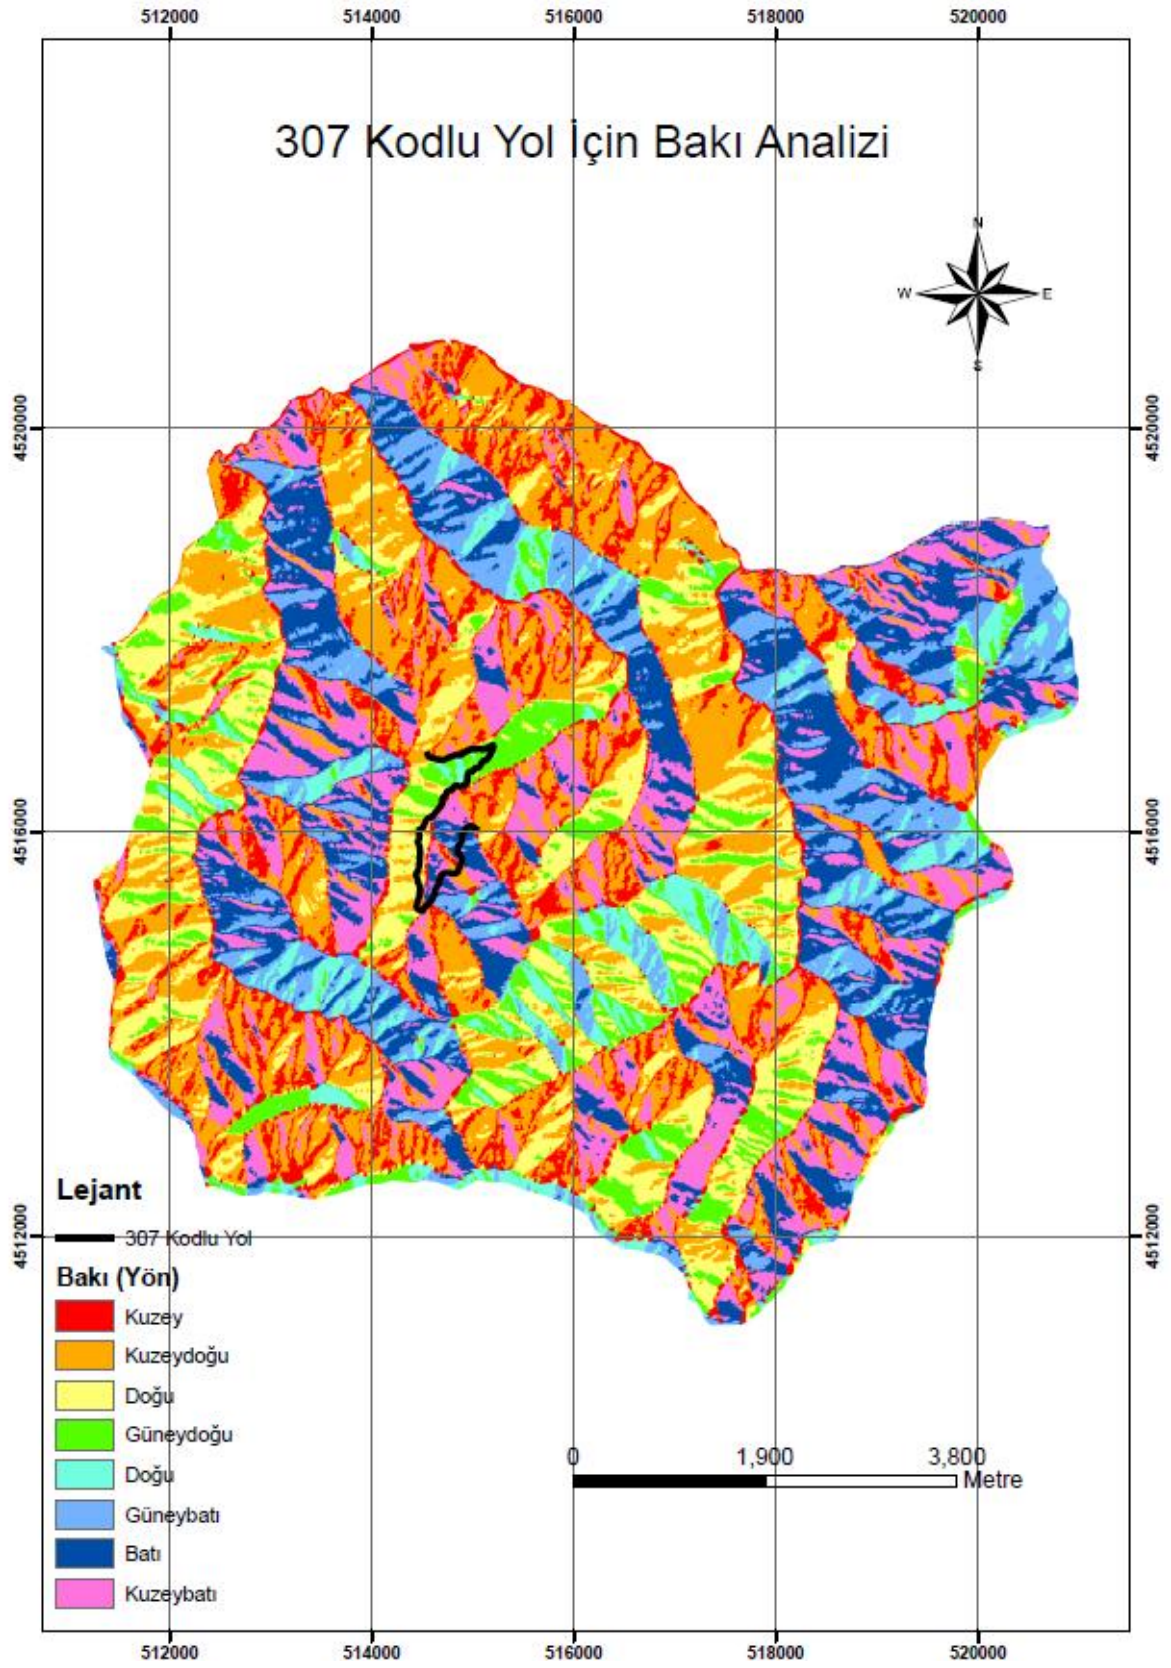 512000 514000 516000 518000 520000
307 Kodlu Yol İçin Bakı Analizi
N
W E
S
4520000 4520000
4516000 4516000
4512000 4512000
Lejant
307 Kodlu Yol
Bakı (Yön)
Kuzey
Kuzeydoğu
Doğu
Güneydoğu
Doğu
Güneybatı
Batı
Kuzeybatı
0 1,900 3,800
Metre
512000 514000 516000 518000 520000